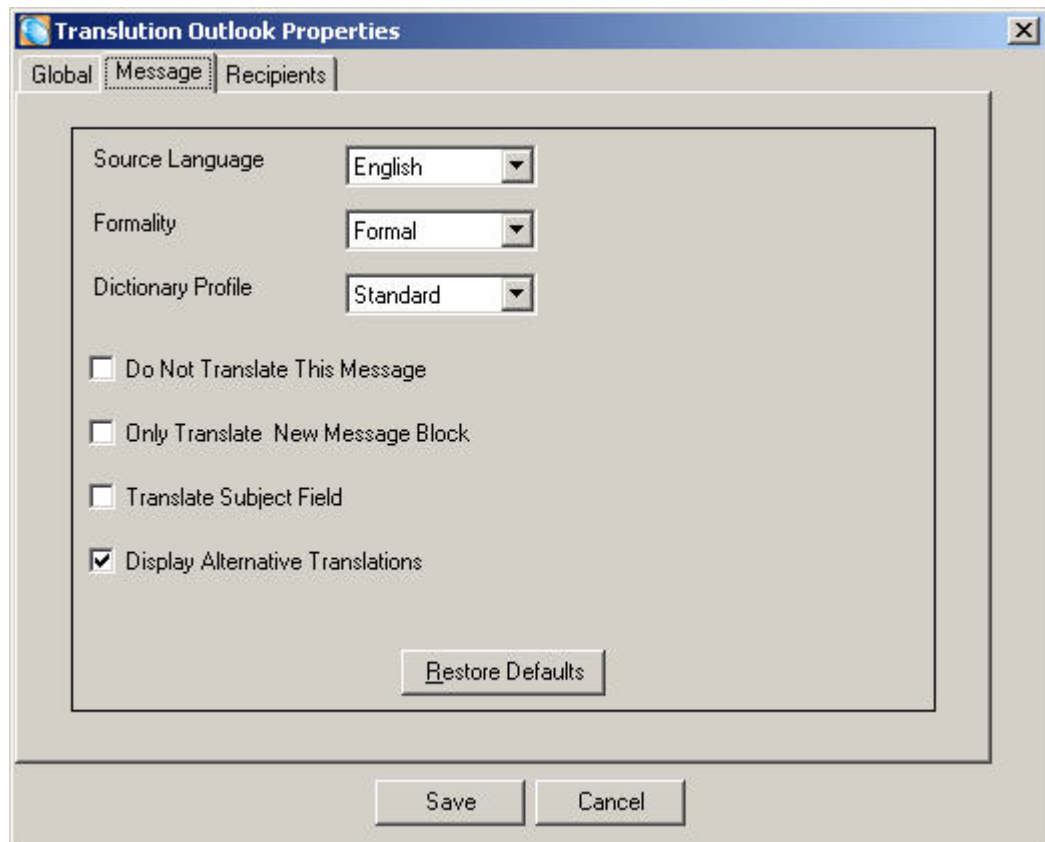 Translution Outlook Properties
Global Message Recipients
Source Language English
Formality Formal
Dictionary Profile Standard
Do Not Translate This Message
Only Translate  New Message Block
Translate Subject Field
Display Alternative Translations
Restore Defaults
Save Cancel